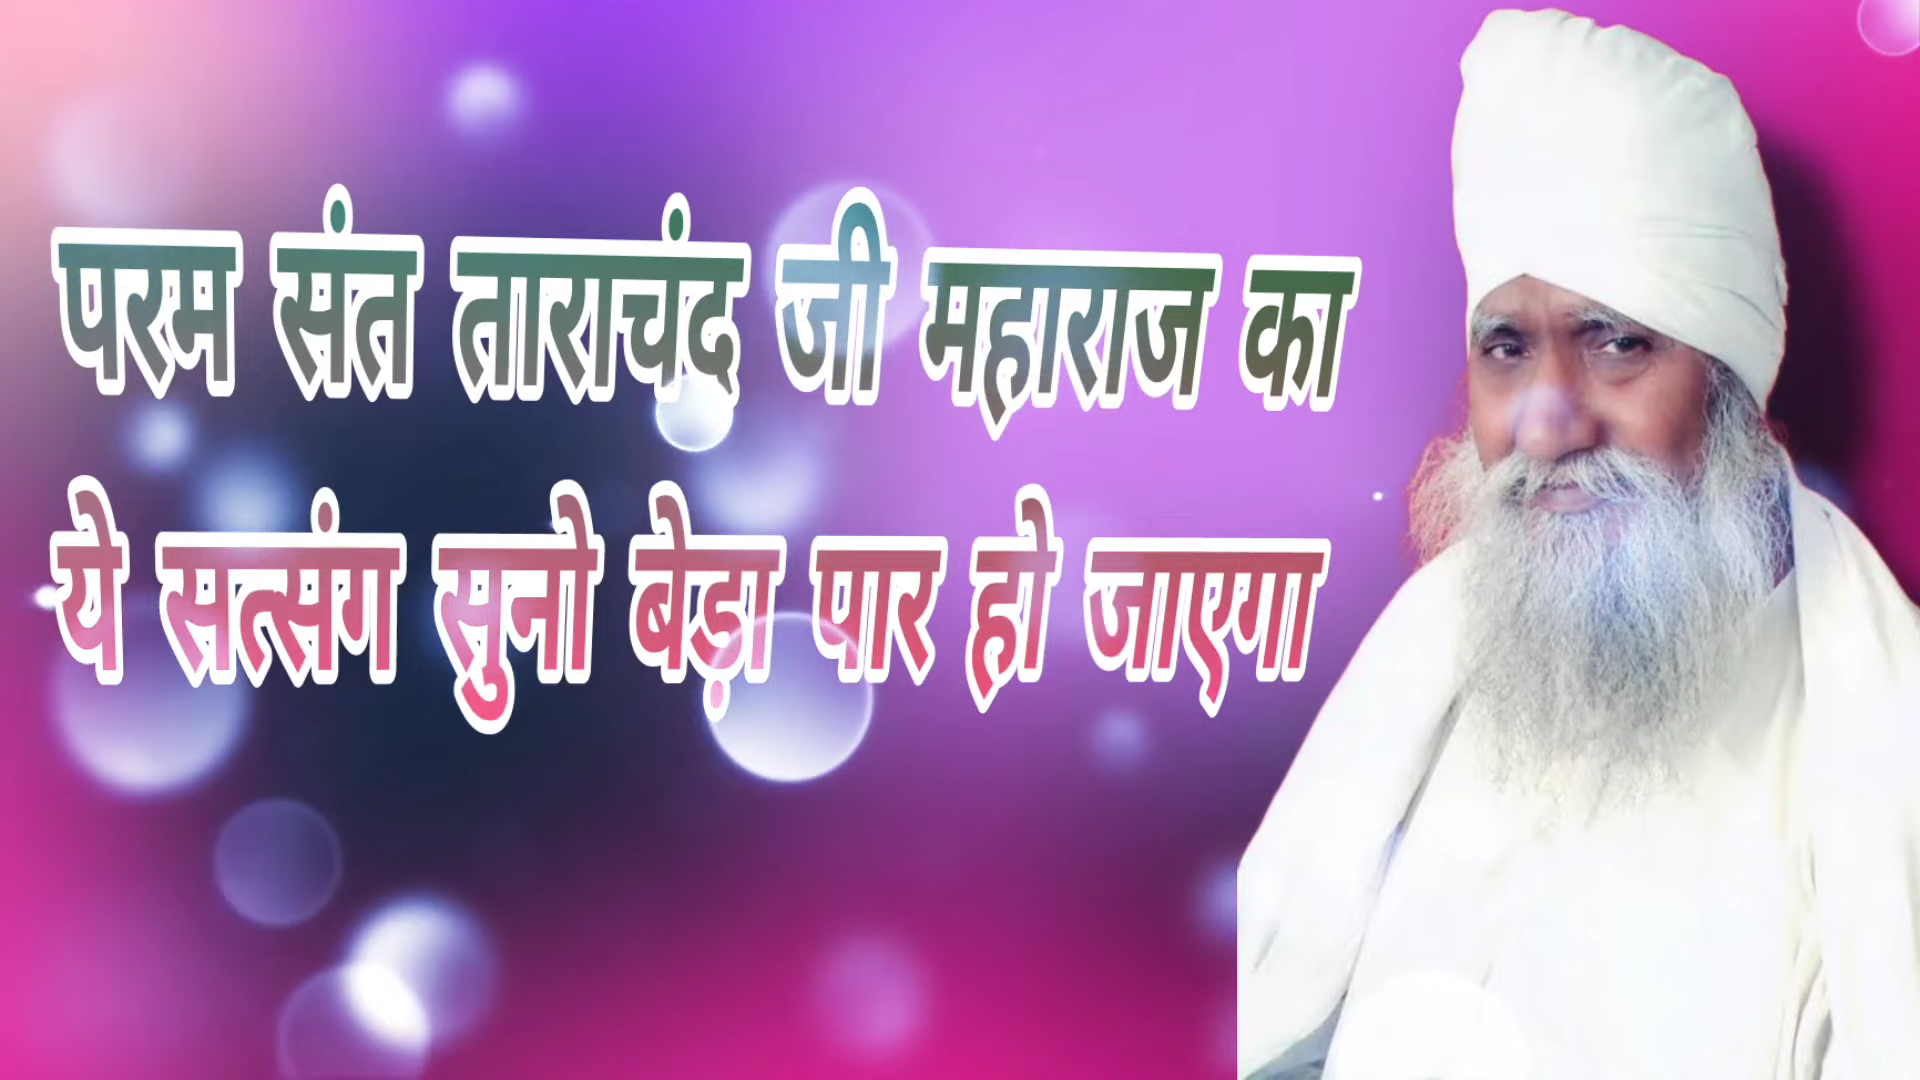 परम संत ताराचंद जी महाराज का
ये सत्संग सुनो बेड़ा पार हो जाएगा